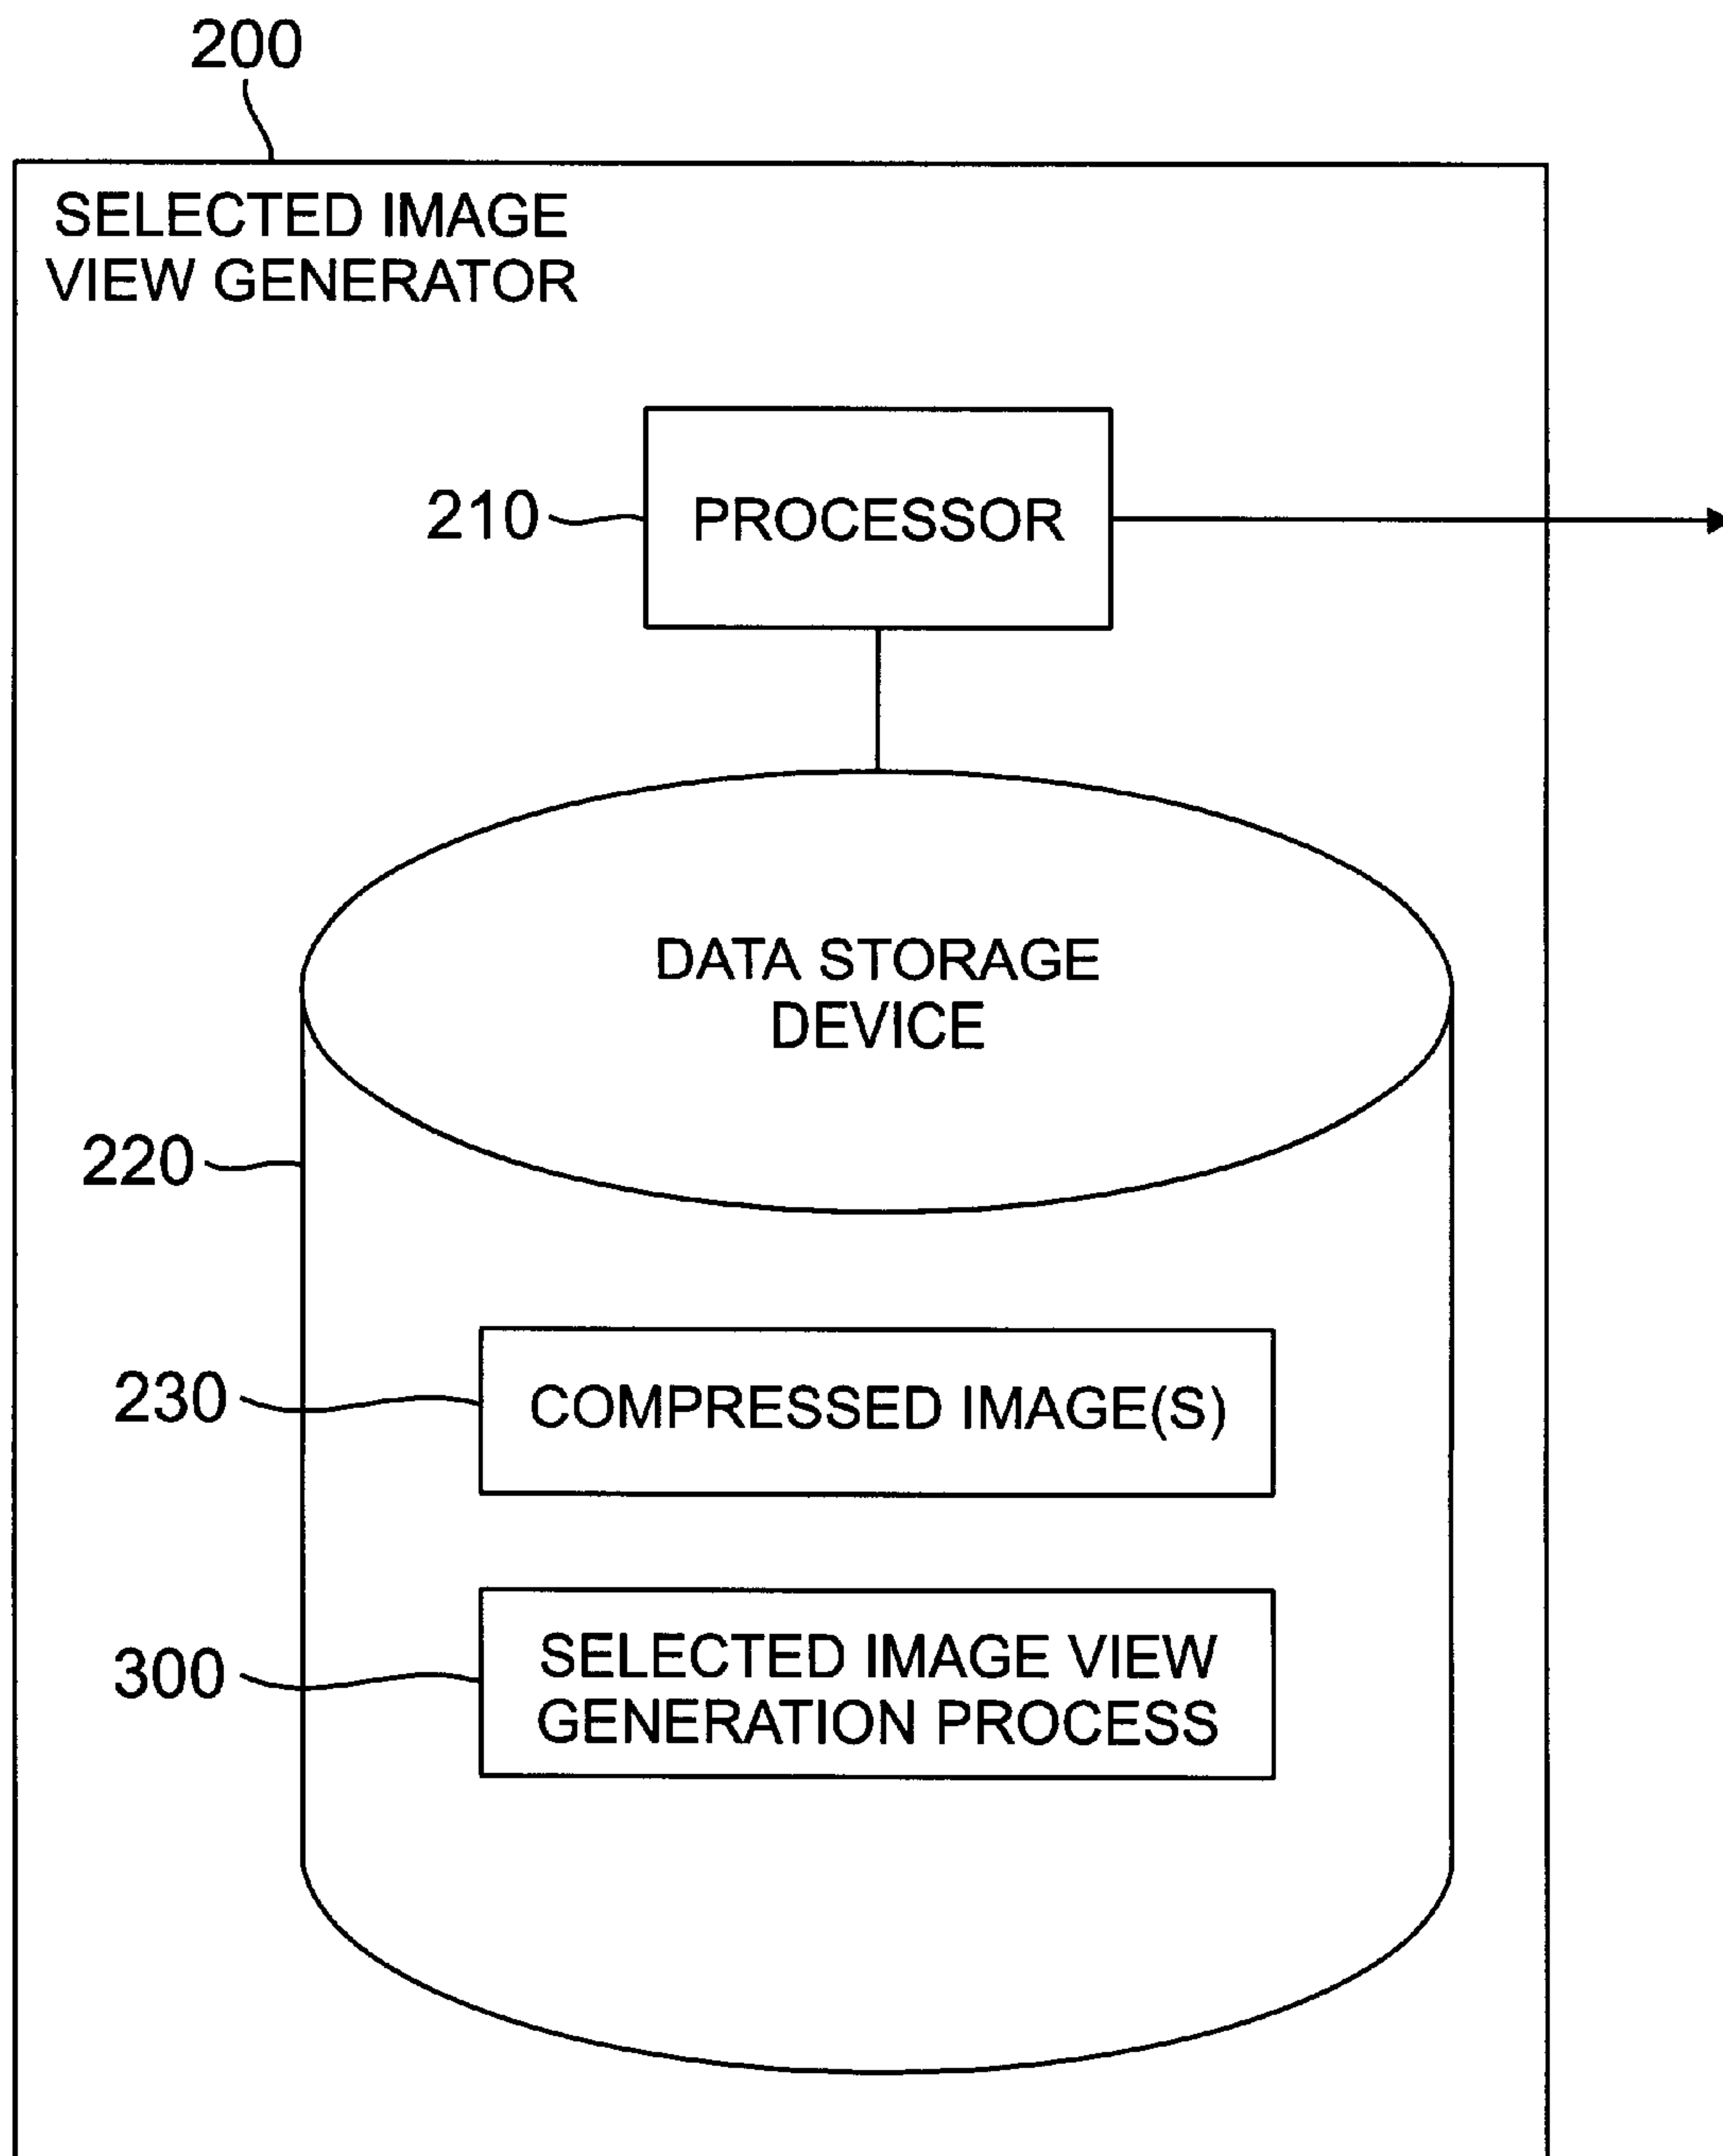 200
SELECTED IMAGE
VIEW GENERATOR
210
PROCESSOR
DATA STORAGE
DEVICE
220
230
COMPRESSED IMAGE(S)
300
SELECTED IMAGE VIEW
GENERATION PROCESS